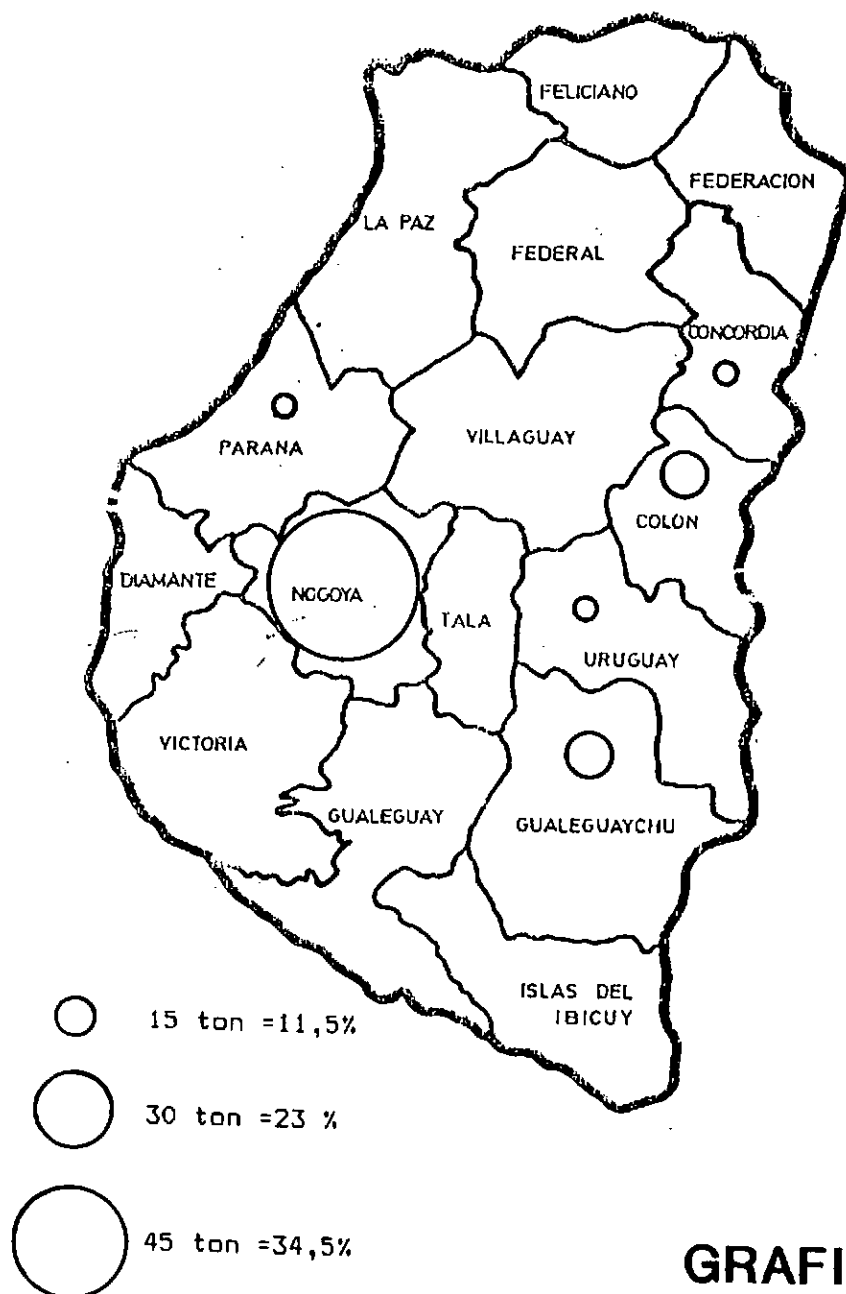 FELICIANO
FEDERACION
LA PAZ
FEDERAL
CONCORDIA
PARANA
VILLAGUAY
COLON
DIAMANTE
NOGOYA
TALA
URUGUAY
VICTORIA
GUALEGUAY
GUALEGUAYCHU
ISLAS DEL
IBICUY
15 ton =11,5%
30 ton =23 %
45 ton =34,5%
GRAFI